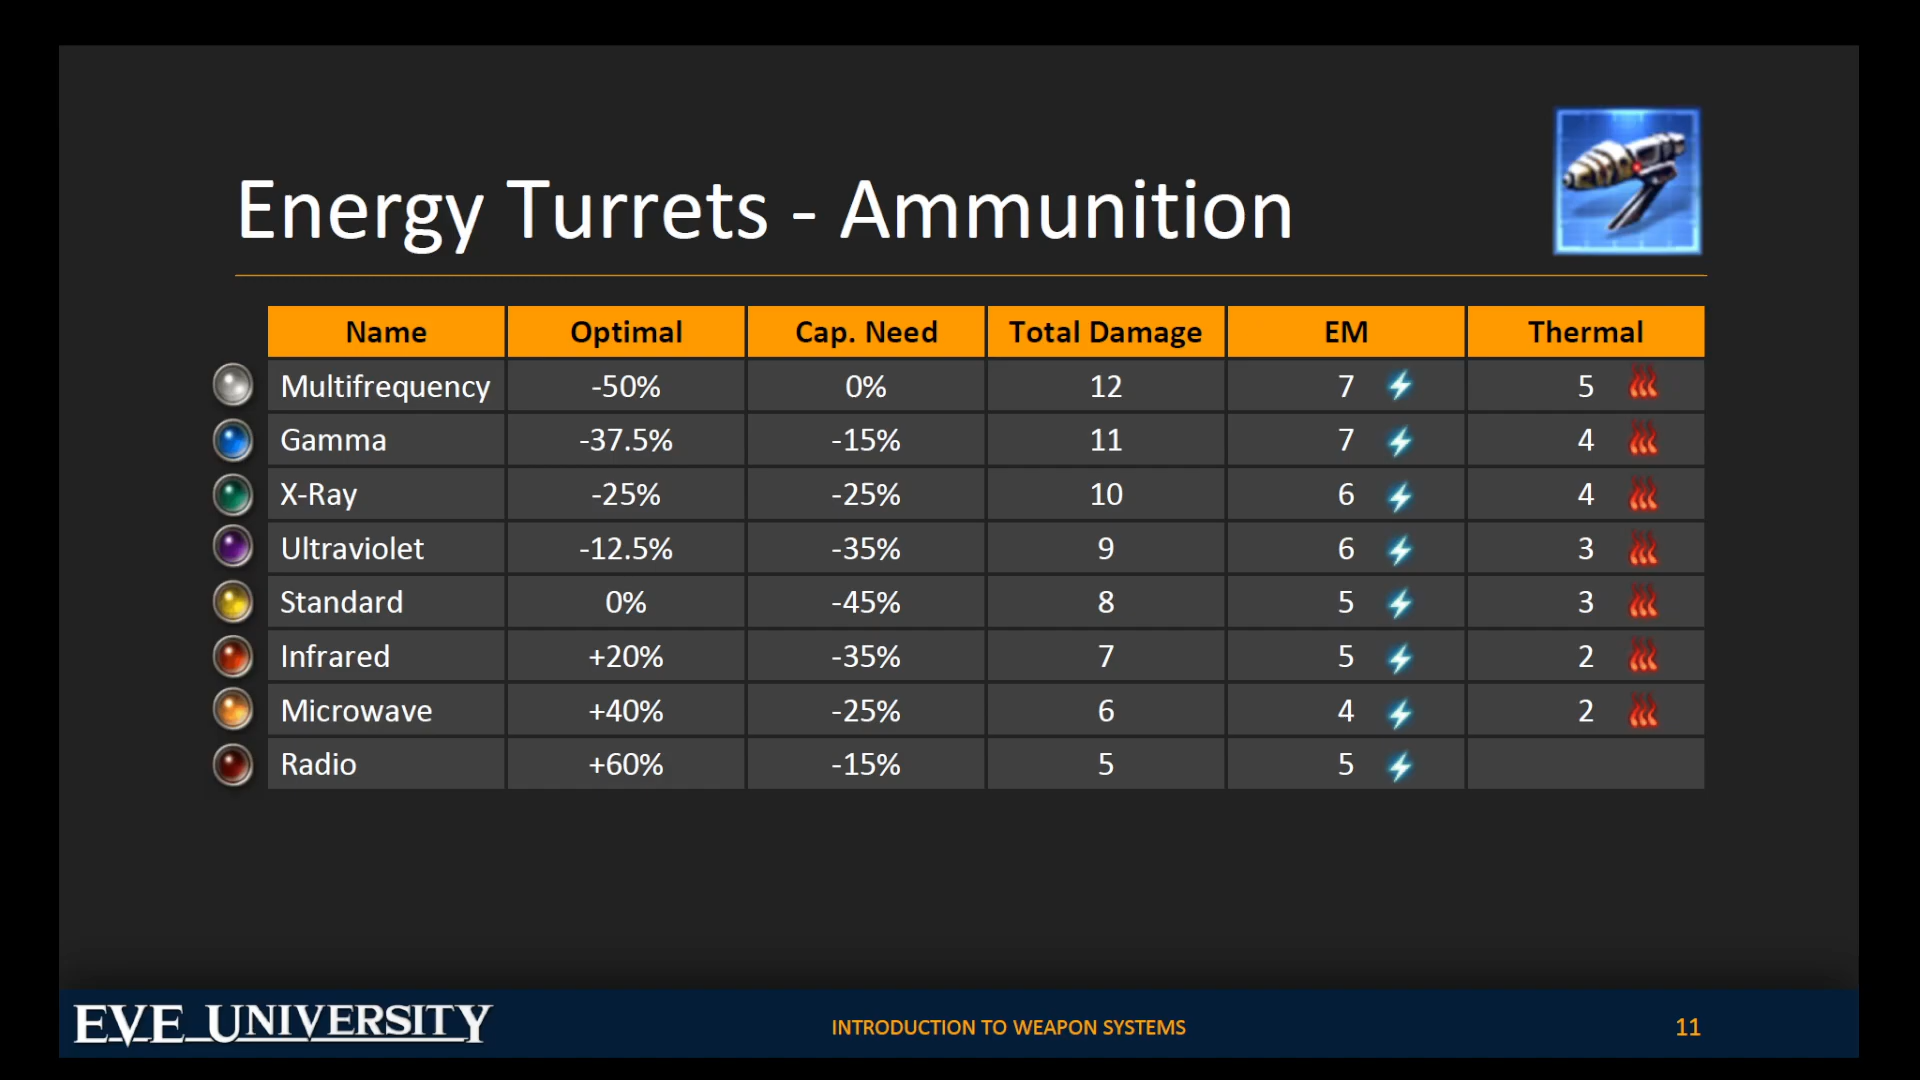 Energy Turrets - Ammunition
Name Optimal Cap. Need Total Damage EM Thermal
Multifrequency -50% 0% 12 7 5
Gamma -37.5% -15% 11 7 4
X-Ray -25% -25% 10 6 4
Ultraviolet -12.5% -35% 9 6 3
Standard 0% -45% 8 5 3
Infrared +20% -35% 7 5 2
Microwave +40% -25% 6 4 2
Radio +60% -15% 5 5
EVE UNIVERSITY INTRODUCTION TO WEAPON SYSTEMS 11